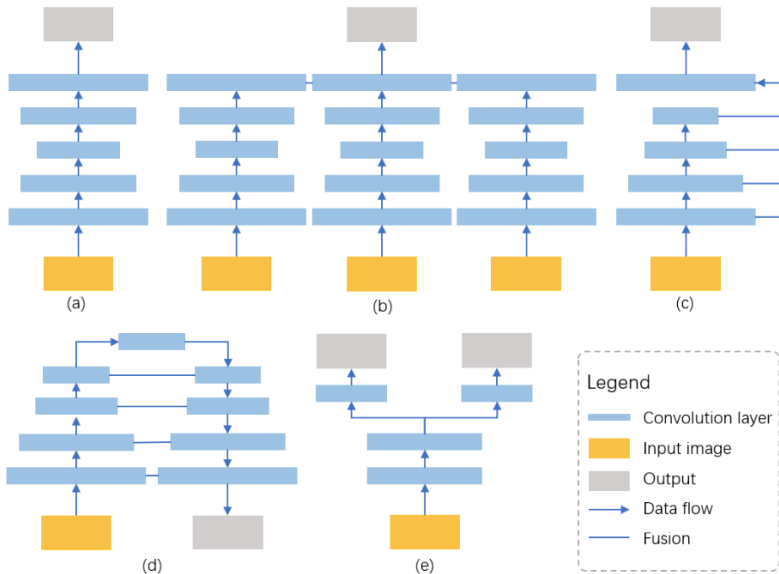 (a)
(b)
(c)
(d)
(e)
Legend
Convolution layer
Input image
Output
Data flow
Fusion